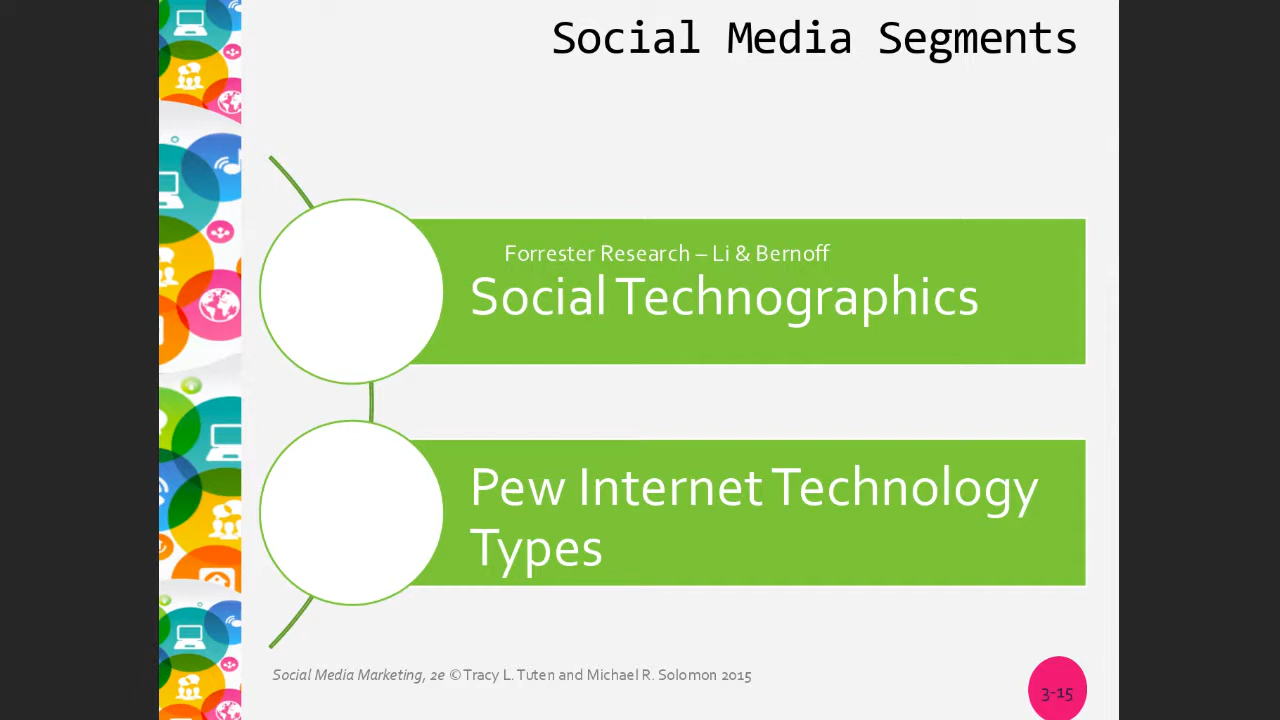 Social Media Segments
Forrester Research – Li & Bernoff
Social Technographics
Pew Internet Technology
Types
Social Media Marketing, 2e © Tracy L. Tuten and Michael R. Solomon 2015
3-15